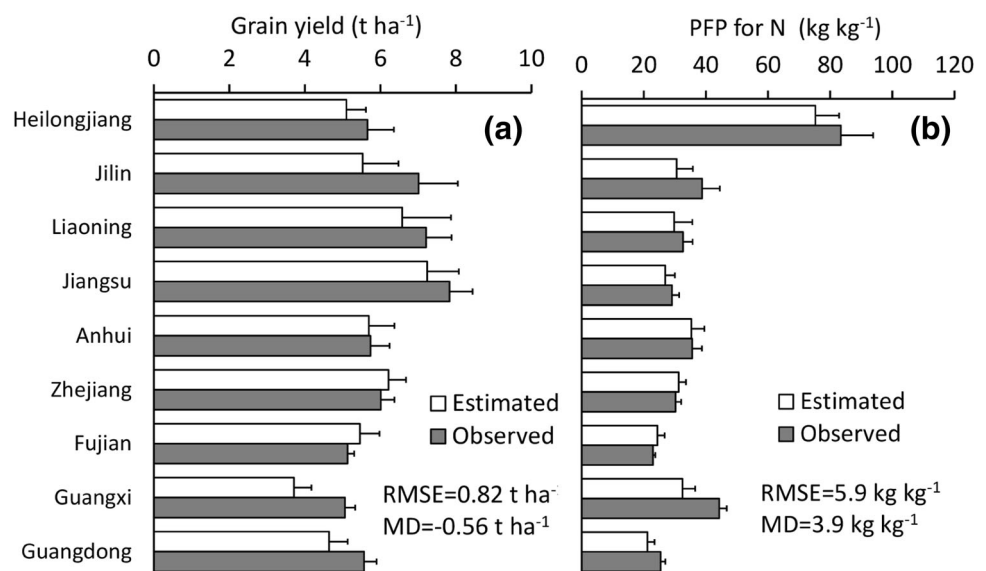 Grain yield (t ha⁻¹)
0 2 4 6 8 10
Heilongjiang
Jilin
Liaoning
Jiangsu
Anhui
Zhejiang
Fujian
Guangxi
Guangdong
(a)
Estimated
Observed
RMSE=0.82 t ha⁻
MD=-0.56 t ha⁻¹
PFP for N (kg kg⁻¹)
0 20 40 60 80 100 120
(b)
Estimated
Observed
RMSE=5.9 kg kg⁻¹
MD=3.9 kg kg⁻¹